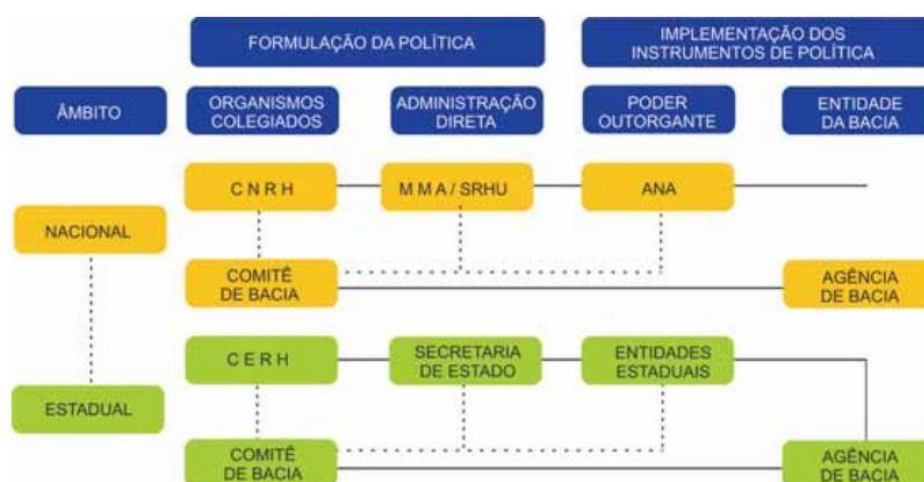 FORMULAÇÃO DA POLÍTICA
IMPLEMENTAÇÃO DOS
INSTRUMENTOS DE POLÍTICA
ÂMBITO
ORGANISMOS
COLEGIADOS
ADMINISTRAÇÃO
DIRETA
PODER
OUTORGANTE
ENTIDADE
DA BACIA
C N R H
M M A / SRHU
ANA
NACIONAL
COMITÊ
DE BACIA
AGÊNCIA
DE BACIA
C E R H
SECRETARIA
DE ESTADO
ENTIDADES
ESTADUAIS
ESTADUAL
COMITÊ
DE BACIA
AGÊNCIA
DE BACIA